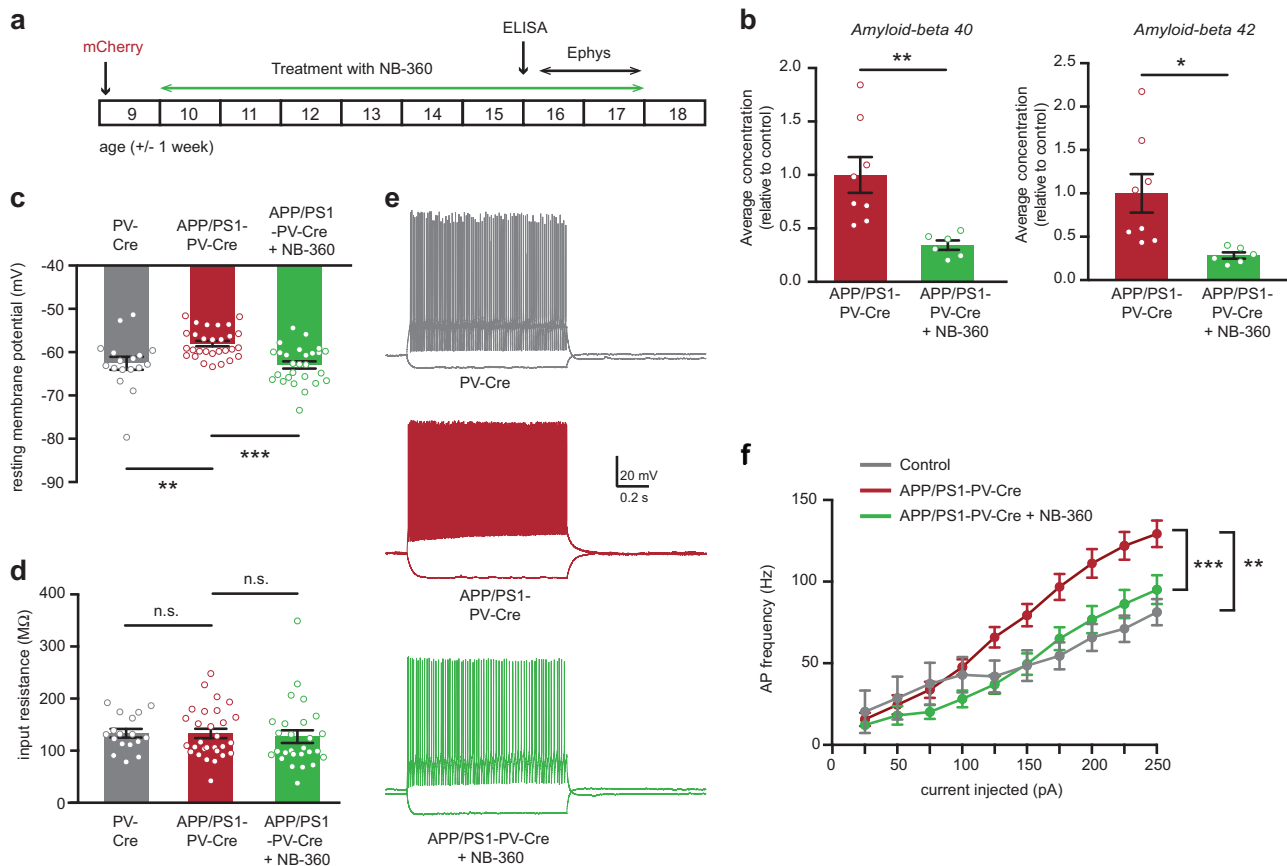 a
mCherry
Treatment with NB-360
ELISA
Ephys
9 10 11 12 13 14 15 16 17 18
age (+/- 1 week)
b
Amyloid-beta 40
**
Average concentration
(relative to control)
2.0
1.5
1.0
0.5
0.0
APP/PS1-
PV-Cre
APP/PS1-
PV-Cre
+ NB-360
Amyloid-beta 42
*
Average concentration
(relative to control)
2.5
2.0
1.5
1.0
0.5
0.0
APP/PS1-
PV-Cre
APP/PS1-
PV-Cre
+ NB-360
c
PV-
Cre
APP/PS1-
PV-Cre
APP/PS1
-PV-Cre
+ NB-360
resting membrane potential (mV)
-40
-50
-60
-70
-80
-90
**
***
d
n.s.
n.s.
input resistance (MΩ)
400
300
200
100
0
PV-
Cre
APP/PS1-
PV-Cre
APP/PS1
-PV-Cre
+ NB-360
e
PV-Cre
20 mV
0.2 s
APP/PS1-
PV-Cre
APP/PS1-PV-Cre
+ NB-360
f
Control
APP/PS1-PV-Cre
APP/PS1-PV-Cre + NB-360
AP frequency (Hz)
150
100
50
0
0 50 100 150 200 250
current injected (pA)
***
**